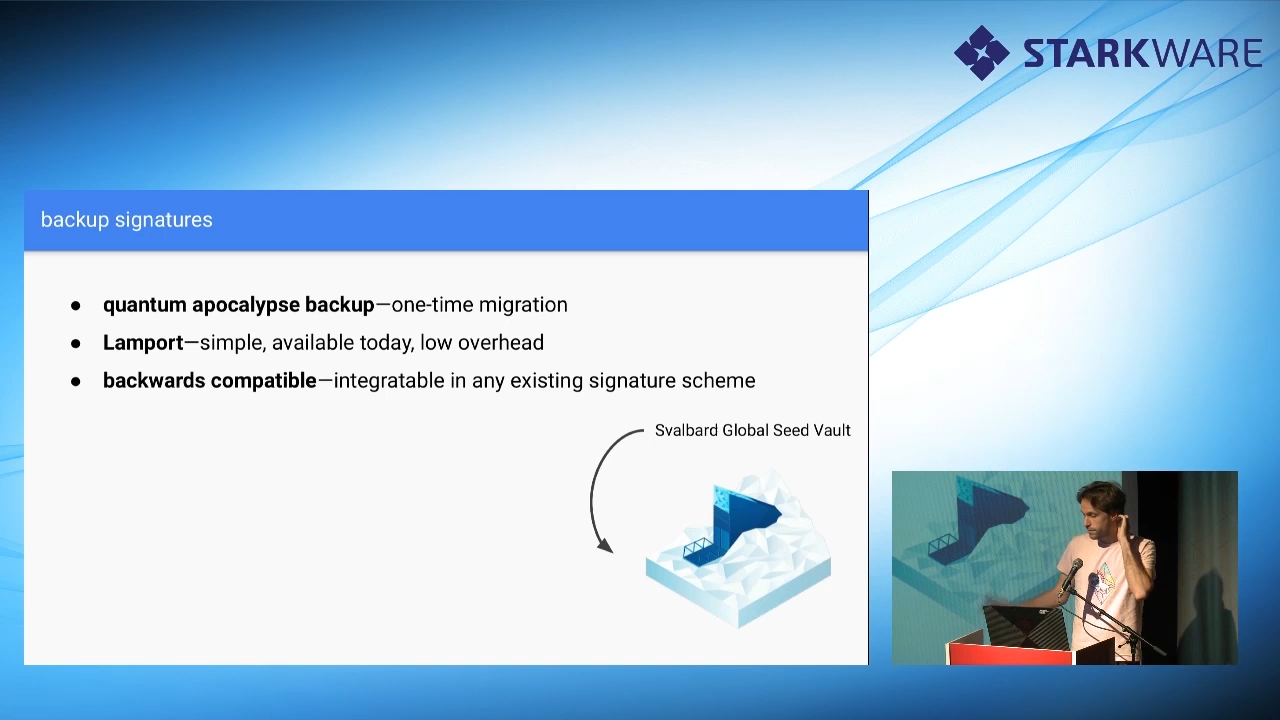 STARKWARE
backup signatures
● quantum apocalypse backup—one-time migration
● Lamport—simple, available today, low overhead
● backwards compatible—integratable in any existing signature scheme
Svalbard Global Seed Vault